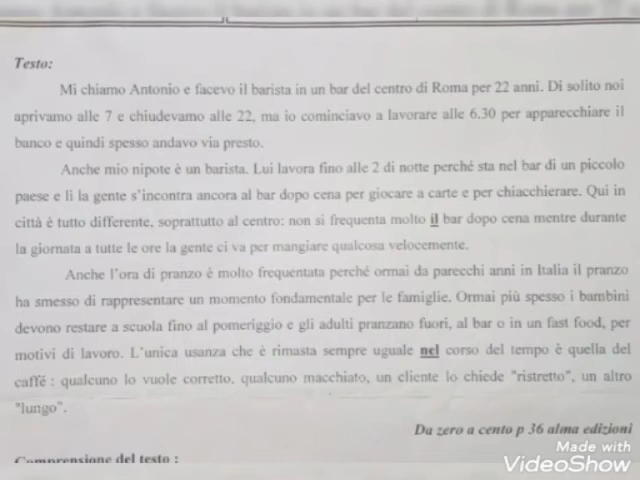 Testo:
Mi chiamo Antonio e facevo il barista in un bar del centro di Roma per 22 anni. Di solito noi
aprivamo alle 7 e chiudevamo alle 22, ma io cominciavo a lavorare alle 6.30 per apparecchiare il
banco e quindi spesso andavo via presto.
Anche mio nipote è un barista. Lui lavora fino alle 2 di notte perché sta nel bar di un piccolo
paese e lì la gente s'incontra ancora al bar dopo cena per giocare a carte e per chiacchierare. Qui in
città è tutto differente, soprattutto al centro: non si frequenta molto il bar dopo cena mentre durante
la giornata a tutte le ore la gente ci va per mangiare qualcosa velocemente.
Anche l'ora di pranzo è molto frequentata perché ormai da parecchi anni in Italia il pranzo
ha smesso di rappresentare un momento fondamentale per le famiglie. Ormai più spesso i bambini
devono restare a scuola fino al pomeriggio e gli adulti pranzano fuori, al bar o in un fast food, per
motivi di lavoro. L'unica usanza che è rimasta sempre uguale nel corso del tempo è quella del
caffé : qualcuno lo vuole corretto, qualcuno macchiato, un cliente lo chiede "ristretto", un altro
"lungo".
Da zero a cento p 36 alma edizioni
Comprensione del testo :
Made with
VideoShow